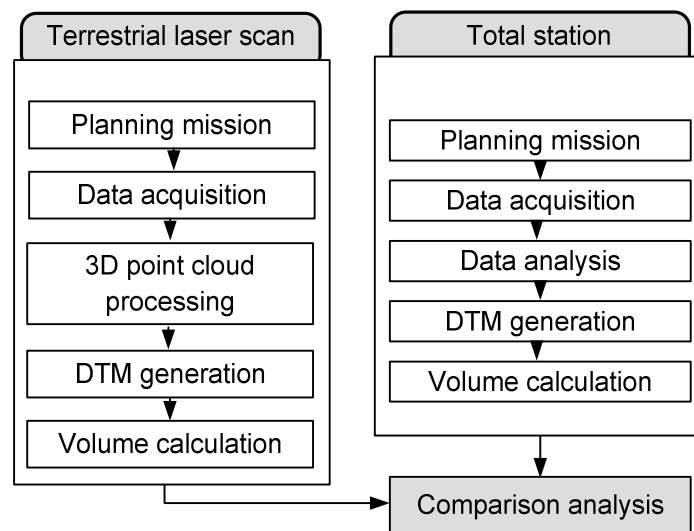 Terrestrial laser scan
Planning mission
Data acquisition
3D point cloud
processing
DTM generation
Volume calculation
Total station
Planning mission
Data acquisition
Data analysis
DTM generation
Volume calculation
Comparison analysis